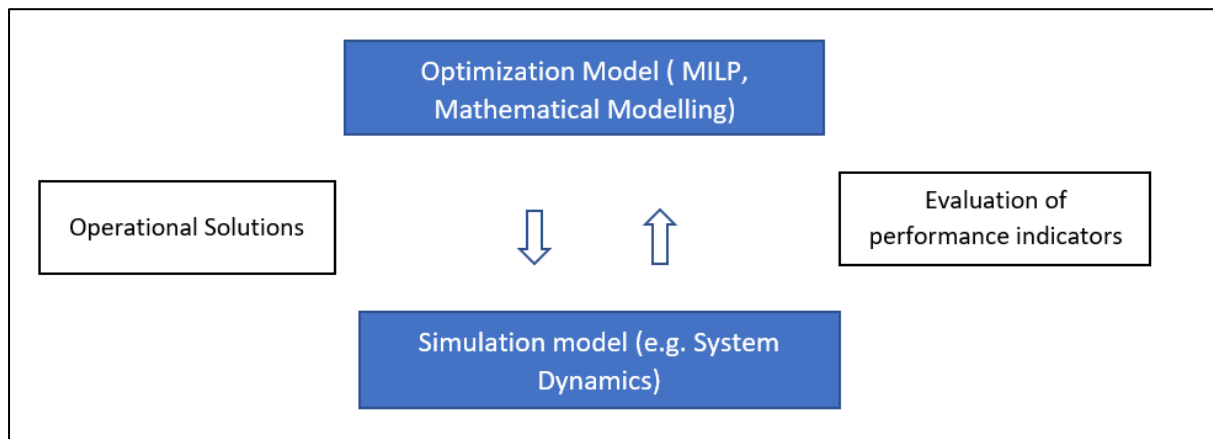 Optimization Model ( MILP,
Mathematical Modelling)
Operational Solutions
Evaluation of
performance indicators
Simulation model (e.g. System
Dynamics)